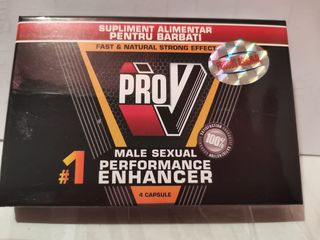 SUPLIMENT ALIMENTAR
PENTRU BARBATI
FAST & NATURAL STRONG EFFECT
PRO V
100%
#1
MALE SEXUAL
PERFORMANCE
ENHANCER
4 CAPSULE